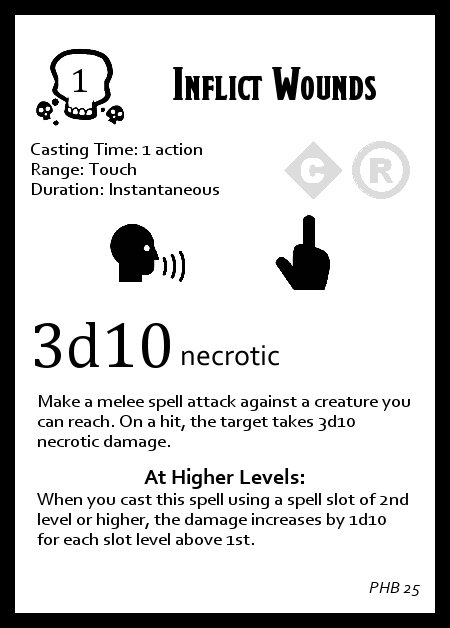 1
Inflict Wounds
Casting Time: 1 action
Range: Touch
Duration: Instantaneous
C R
3d10 necrotic
Make a melee spell attack against a creature you
can reach. On a hit, the target takes 3d10
necrotic damage.
At Higher Levels:
When you cast this spell using a spell slot of 2nd
level or higher, the damage increases by 1d10
for each slot level above 1st.
PHB 25